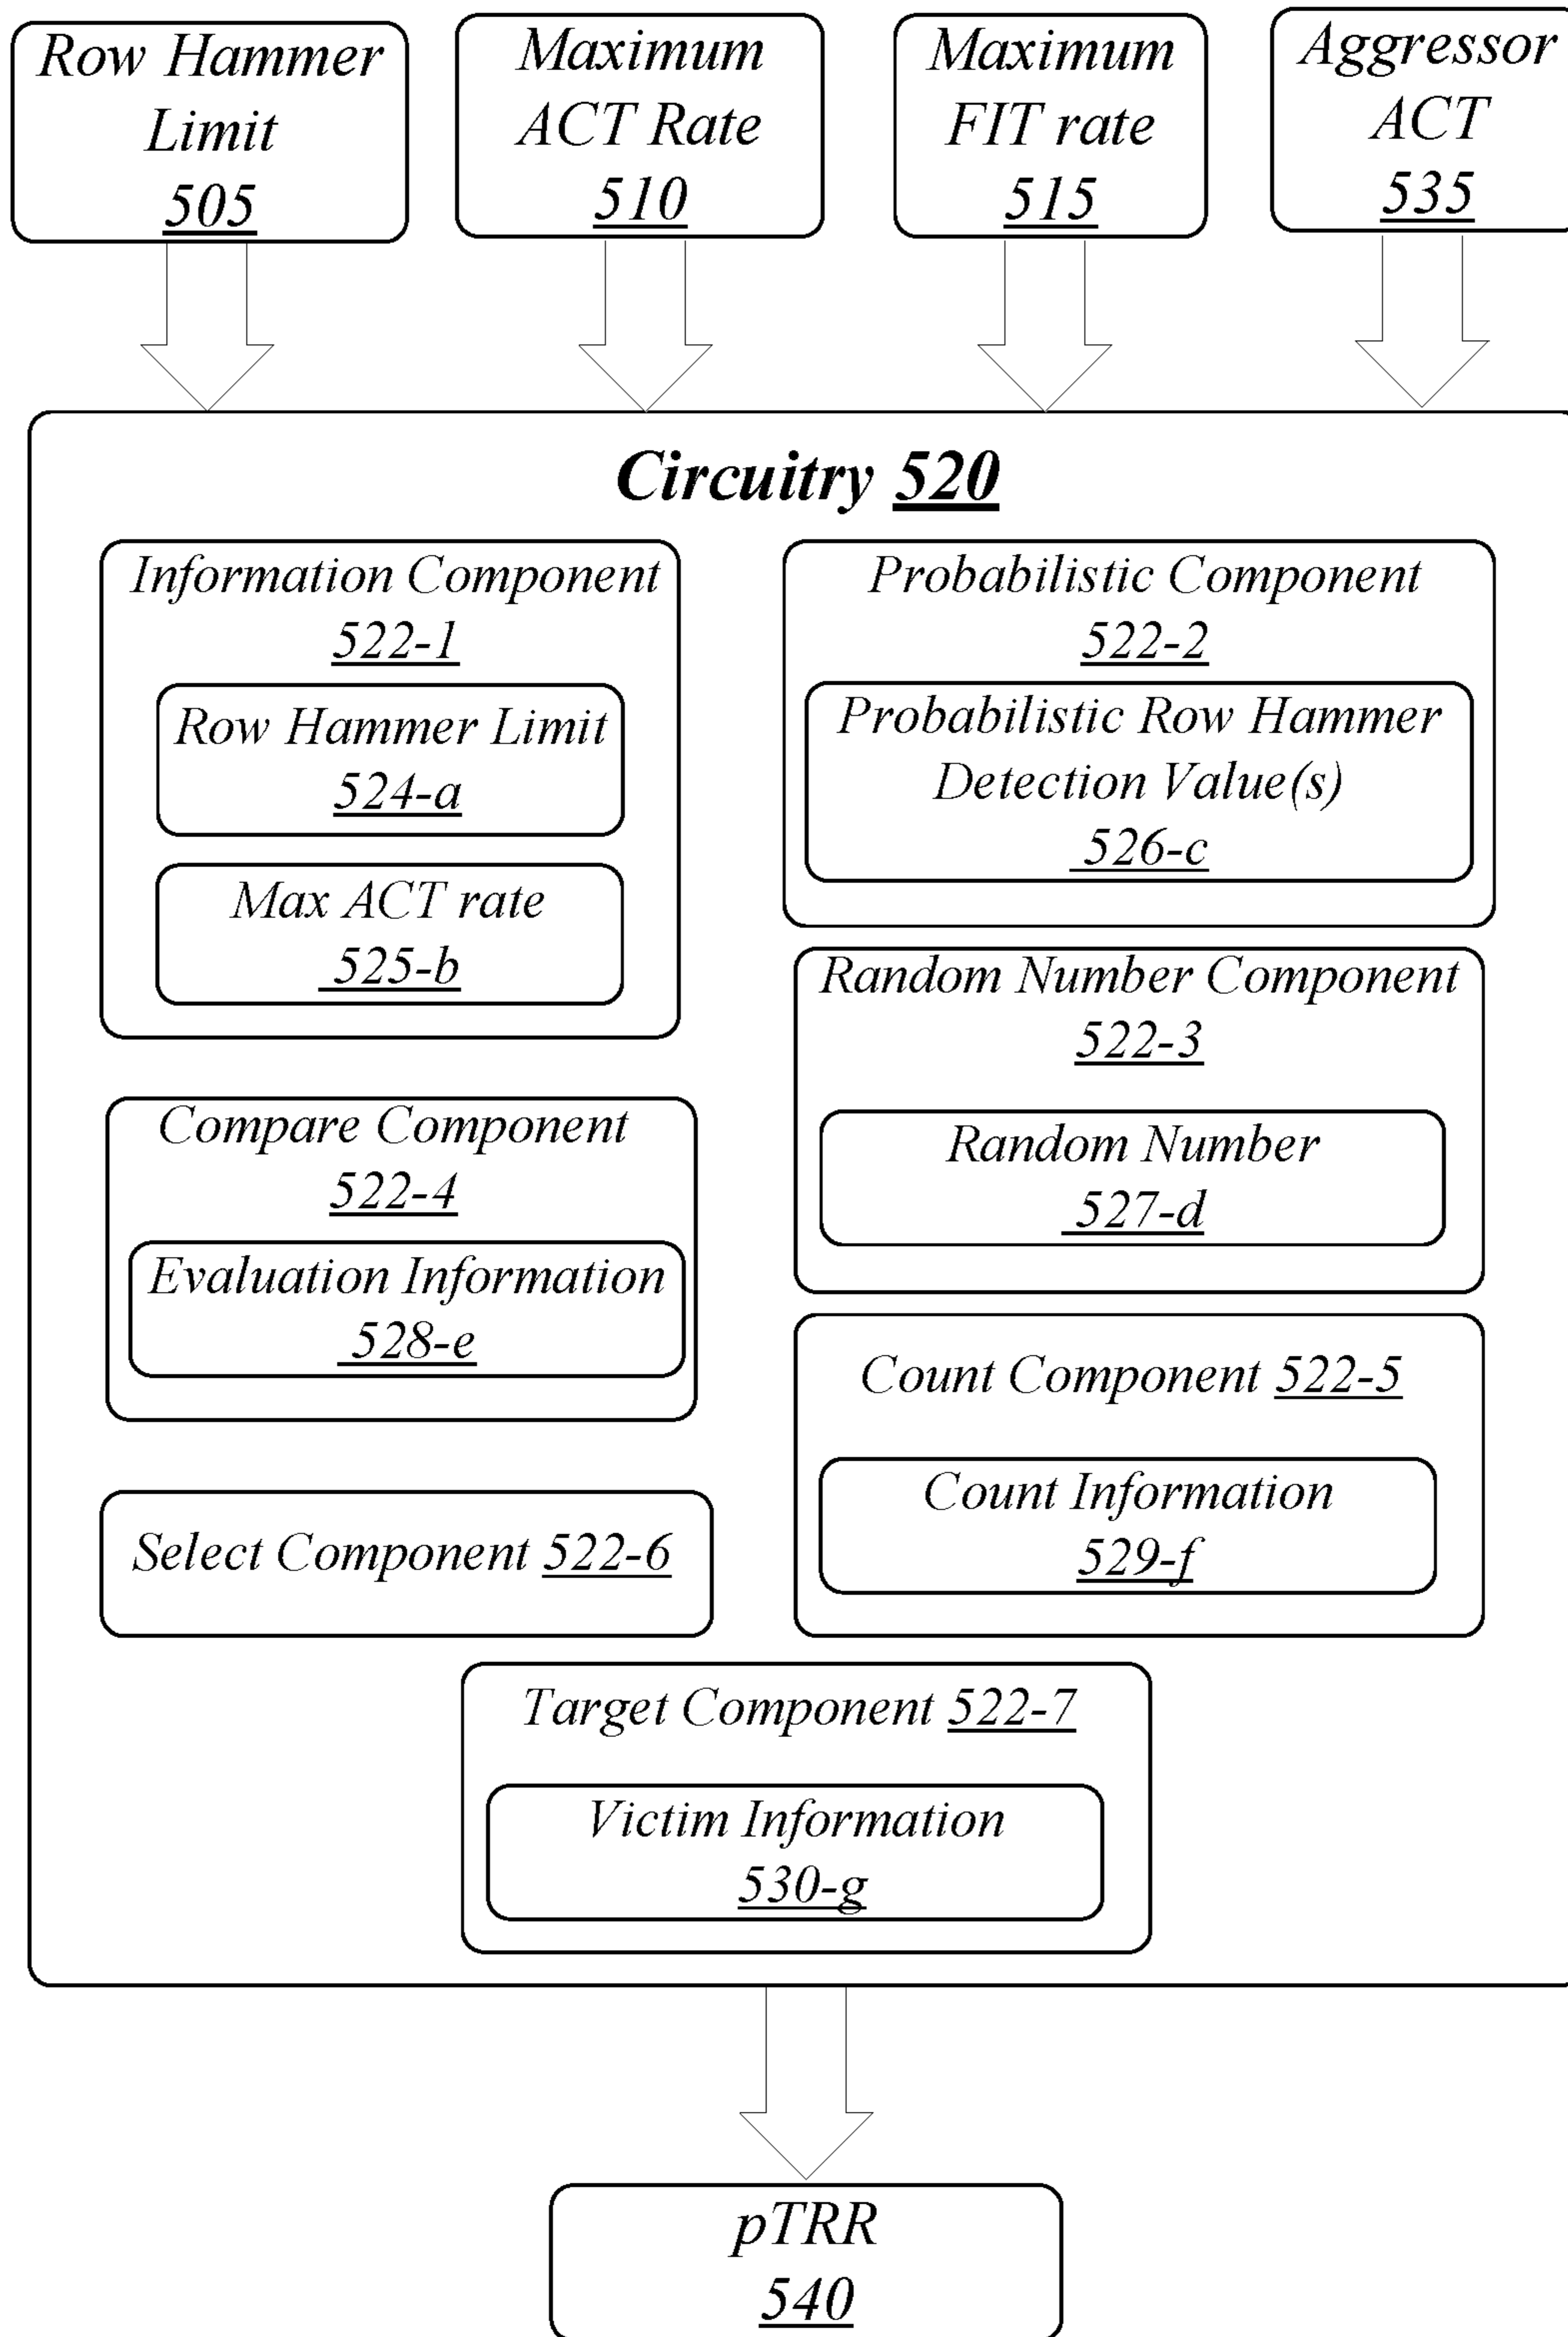 Row Hammer
Limit
505
Maximum
ACT Rate
510
Maximum
FIT rate
515
Aggressor
ACT
535
Circuitry 520
Information Component
522-1
Row Hammer Limit
524-a
Max ACT rate
525-b
Probabilistic Component
522-2
Probabilistic Row Hammer
Detection Value(s)
526-c
Random Number Component
522-3
Random Number
527-d
Compare Component
522-4
Evaluation Information
528-e
Count Component 522-5
Count Information
529-f
Select Component 522-6
Target Component 522-7
Victim Information
530-g
pTRR
540